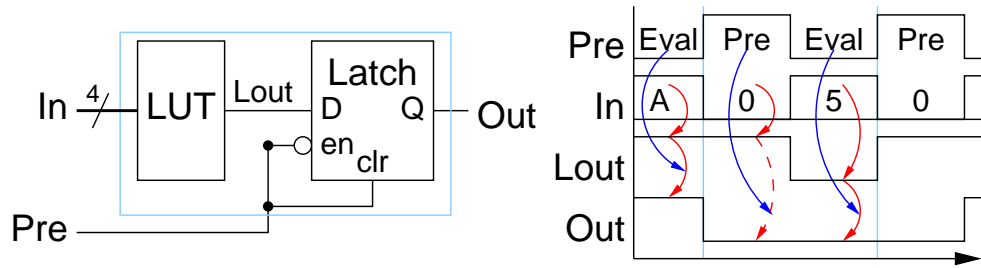 In 4 LUT Lout Latch D Q Out
en
clr
Pre
Pre Eval Pre Eval Pre
In A 0 5 0
Lout
Out